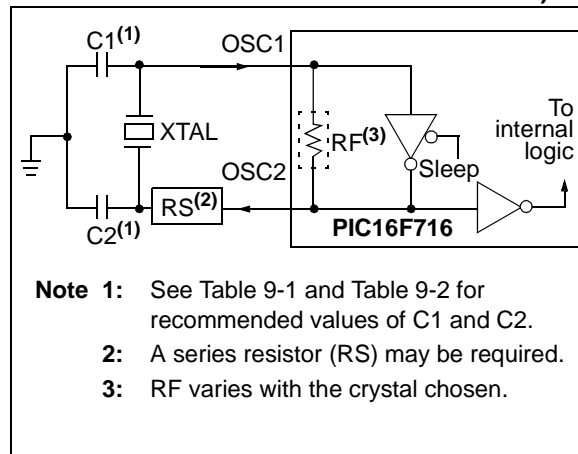 C1(1)
OSC1
XTAL
RF(3)
To
internal
logic
OSC2
Sleep
RS(2)
C2(1)
PIC16F716
Note 1: See Table 9-1 and Table 9-2 for
recommended values of C1 and C2.
2: A series resistor (RS) may be required.
3: RF varies with the crystal chosen.